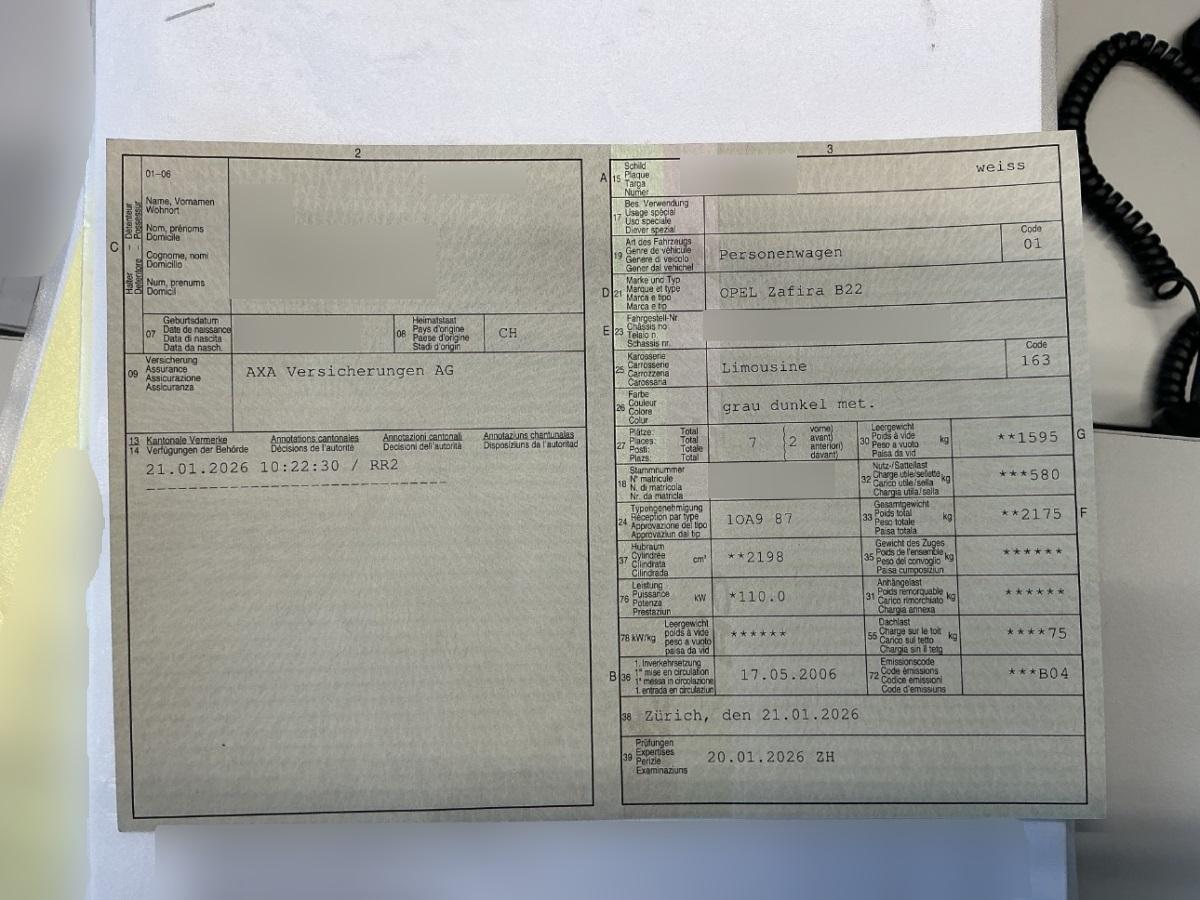 2
01-06
Name, Vornamen
Wohnort
Nom, prénoms
Domicile
Cognome, nomi
Domicilio
Num, prenums
Domicil
C
Halter – Détenteur
Detentore – Possessur
07
Geburtsdatum
Date de naissance
Data di nascita
Data da nasch.
08
Heimatstaat
Pays d'origine
Paese d'origine
Stadi d'origin
CH
09
Versicherung
Assurance
Assicurazione
Assicuranza
AXA Versicherungen AG
13 Kantonale Vermerke Annotations cantonales Annotazioni cantonali Annotaziuns chantunalas
14 Verfügungen der Behörde Décisions de l'autorité Decisioni dell'autorità Disposiziuns da l'autoritad
21.01.2026 10:22:30 / RR2
3
A 15
Schild
Plaque
Targa
Numer
weiss
17
Bes. Verwendung
Usage spécial
Uso speciale
Diever spezial
19
Art des Fahrzeugs
Genre de véhicule
Genere di veicolo
Gener dal vehichel
Personenwagen
Code
01
D 21
Marke und Typ
Marque et type
Marca e tipo
Marca e tip
OPEL Zafira B22
E 23
Fahrgestell-Nr.
Châssis no
Telaio n.
Schassis nr.
25
Karosserie
Carrosserie
Carrozzeria
Carossaria
Limousine
Code
163
26
Farbe
Couleur
Colore
Colur
grau dunkel met.
27
Plätze: Total
Places: Total
Posti: Totale
Plazs: Total
7 2
vorne)
avant)
anteriori)
davant)
30
Leergewicht
Poids à vide
Peso a vuoto
Paisa da vid
kg
**1595 G
18
Stammnummer
N° matricule
N. di matricola
Nr. da matricla
32
Nutz-/Sattellast
Charge utile/sellette
Carico utile/sella
Chargia utila/sella
kg
***580
24
Typengenehmigung
Réception par type
Approvazione del tipo
Approvaziun dal tip
1OA9 87
33
Gesamtgewicht
Poids total
Peso totale
Paisa totala
kg
**2175 F
37
Hubraum
Cylindrée
Cilindrata
Cilindrada
cm³
**2198
35
Gewicht des Zuges
Poids de l'ensemble
Peso del convoglio
Paisa cumposiziun
kg
******
76
Leistung
Puissance
Potenza
Prestaziun
kW
*110.0
31
Anhängelast
Poids remorquable
Carico rimorchiato
Chargia annexa
kg
******
78 kW/kg
Leergewicht
poids à vide
peso a vuoto
paisa da vid
******
55
Dachlast
Charge sur le toit
Carico sul tetto
Chargia sin il tetg
kg
****75
B 36
1. Inverkehrsetzung
1re mise en circulation
1a messa in circolazione
1. entrada en circulaziun
17.05.2006
72
Emissionscode
Code émissions
Codice emissioni
Code d'emissiuns
***B04
38 Zürich, den 21.01.2026
39
Prüfungen
Expertises
Perizie
Examinaziuns
20.01.2026 ZH